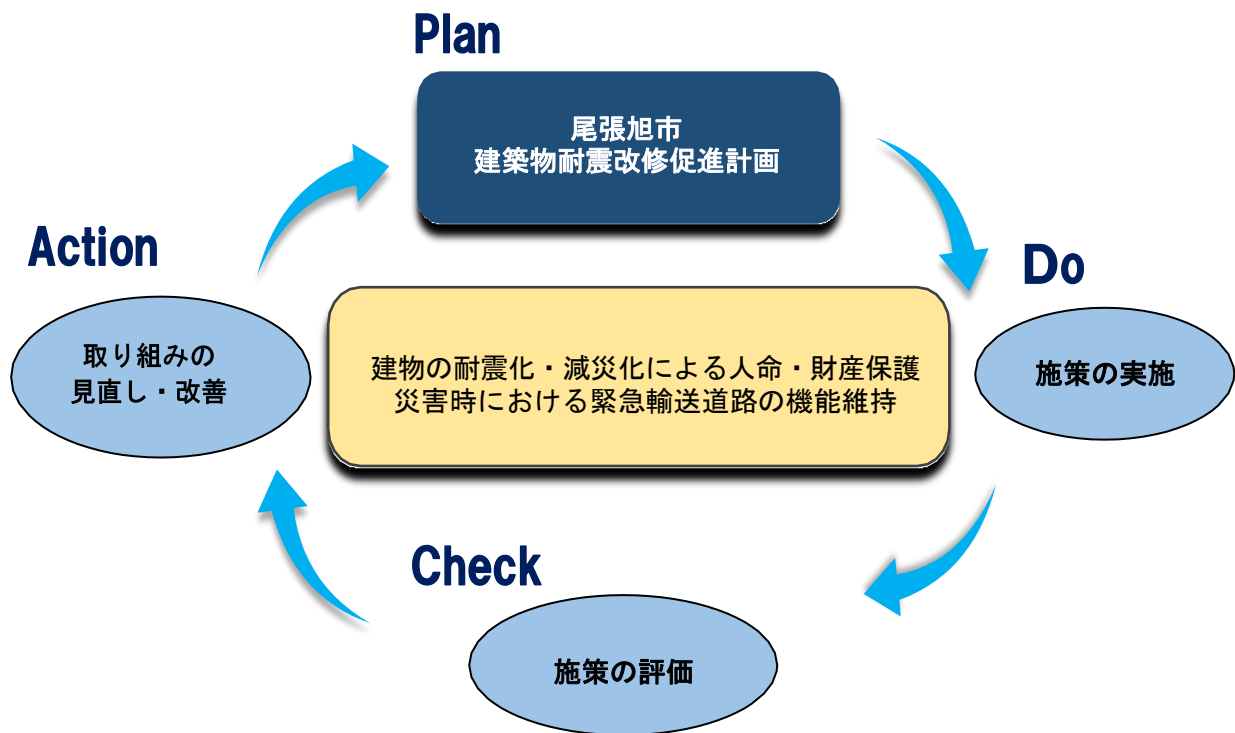 Plan
尾張旭市
建築物耐震改修促進計画
Action
Do
取り組みの
見直し・改善
建物の耐震化・減災化による人命・財産保護
災害時における緊急輸送道路の機能維持
施策の実施
Check
施策の評価